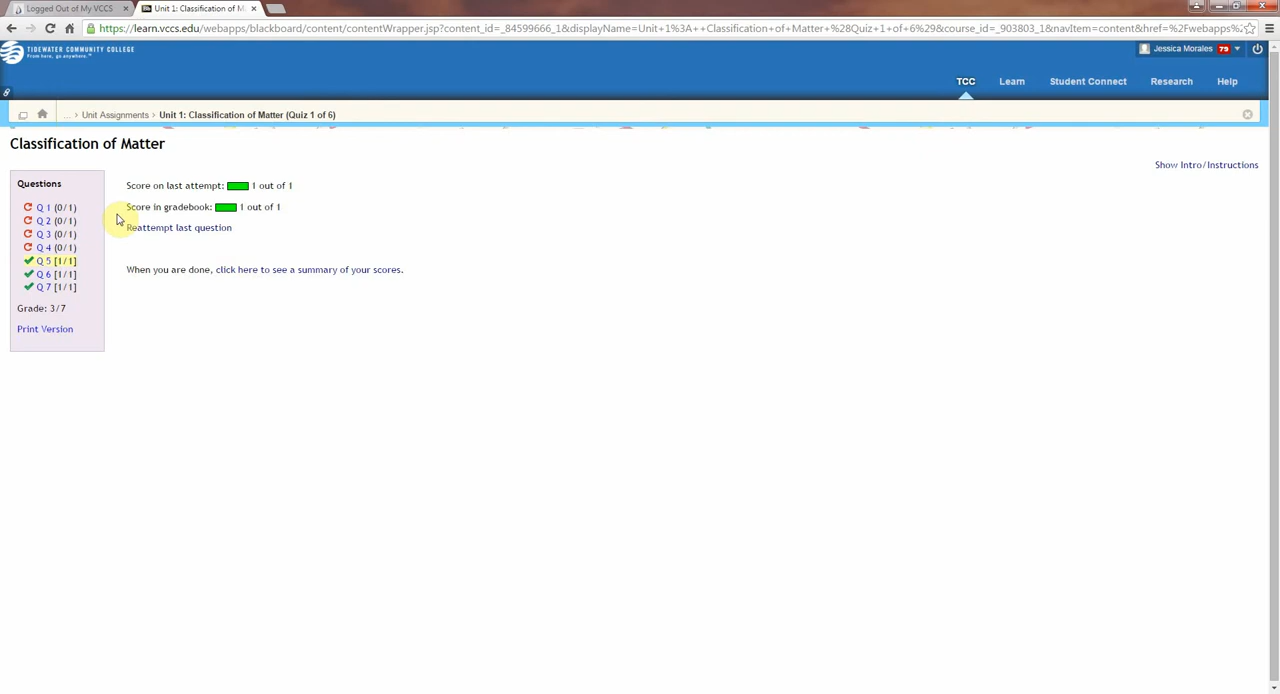 Logged Out of My VCCS
Unit 1: Classification of M
https://learn.vccs.edu/webapps/blackboard/content/contentWrapper.jsp?content_id=_84599666_1&displayName=Unit+1%3A++Classification+of+Matter+%28Quiz+1+of+6%29&course_id=_903803_1&navItem=content&href=%2Fwebapps%
TIDEWATER COMMUNITY COLLEGE
From here, go anywhere.
Jessica Morales 79
TCC Learn Student Connect Research Help
... > Unit Assignments > Unit 1: Classification of Matter (Quiz 1 of 6)
Classification of Matter
Show Intro/Instructions
Questions
Q 1 (0/1)
Q 2 (0/1)
Q 3 (0/1)
Q 4 (0/1)
Q 5 [1/1]
Q 6 [1/1]
Q 7 [1/1]
Grade: 3/7
Print Version
Score on last attempt: 1 out of 1
Score in gradebook: 1 out of 1
Reattempt last question
When you are done, click here to see a summary of your scores.